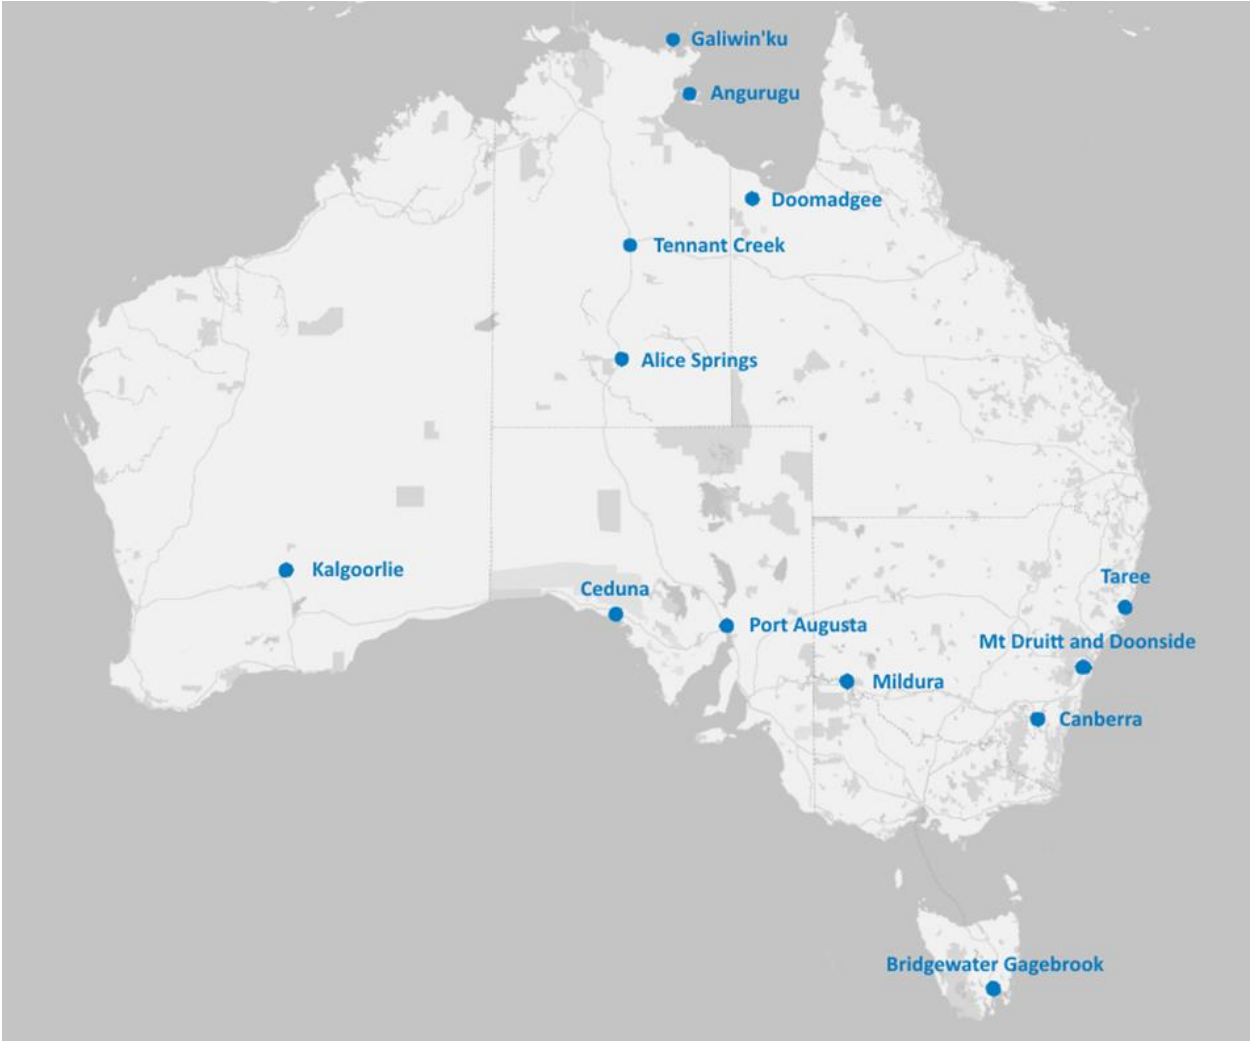 Galiwin'ku
Angurugu
Doomadgee
Tennant Creek
Alice Springs
Kalgoorlie
Taree
Ceduna
Port Augusta
Mt Druitt and Doonside
Mildura
Canberra
Bridgewater Gagebrook